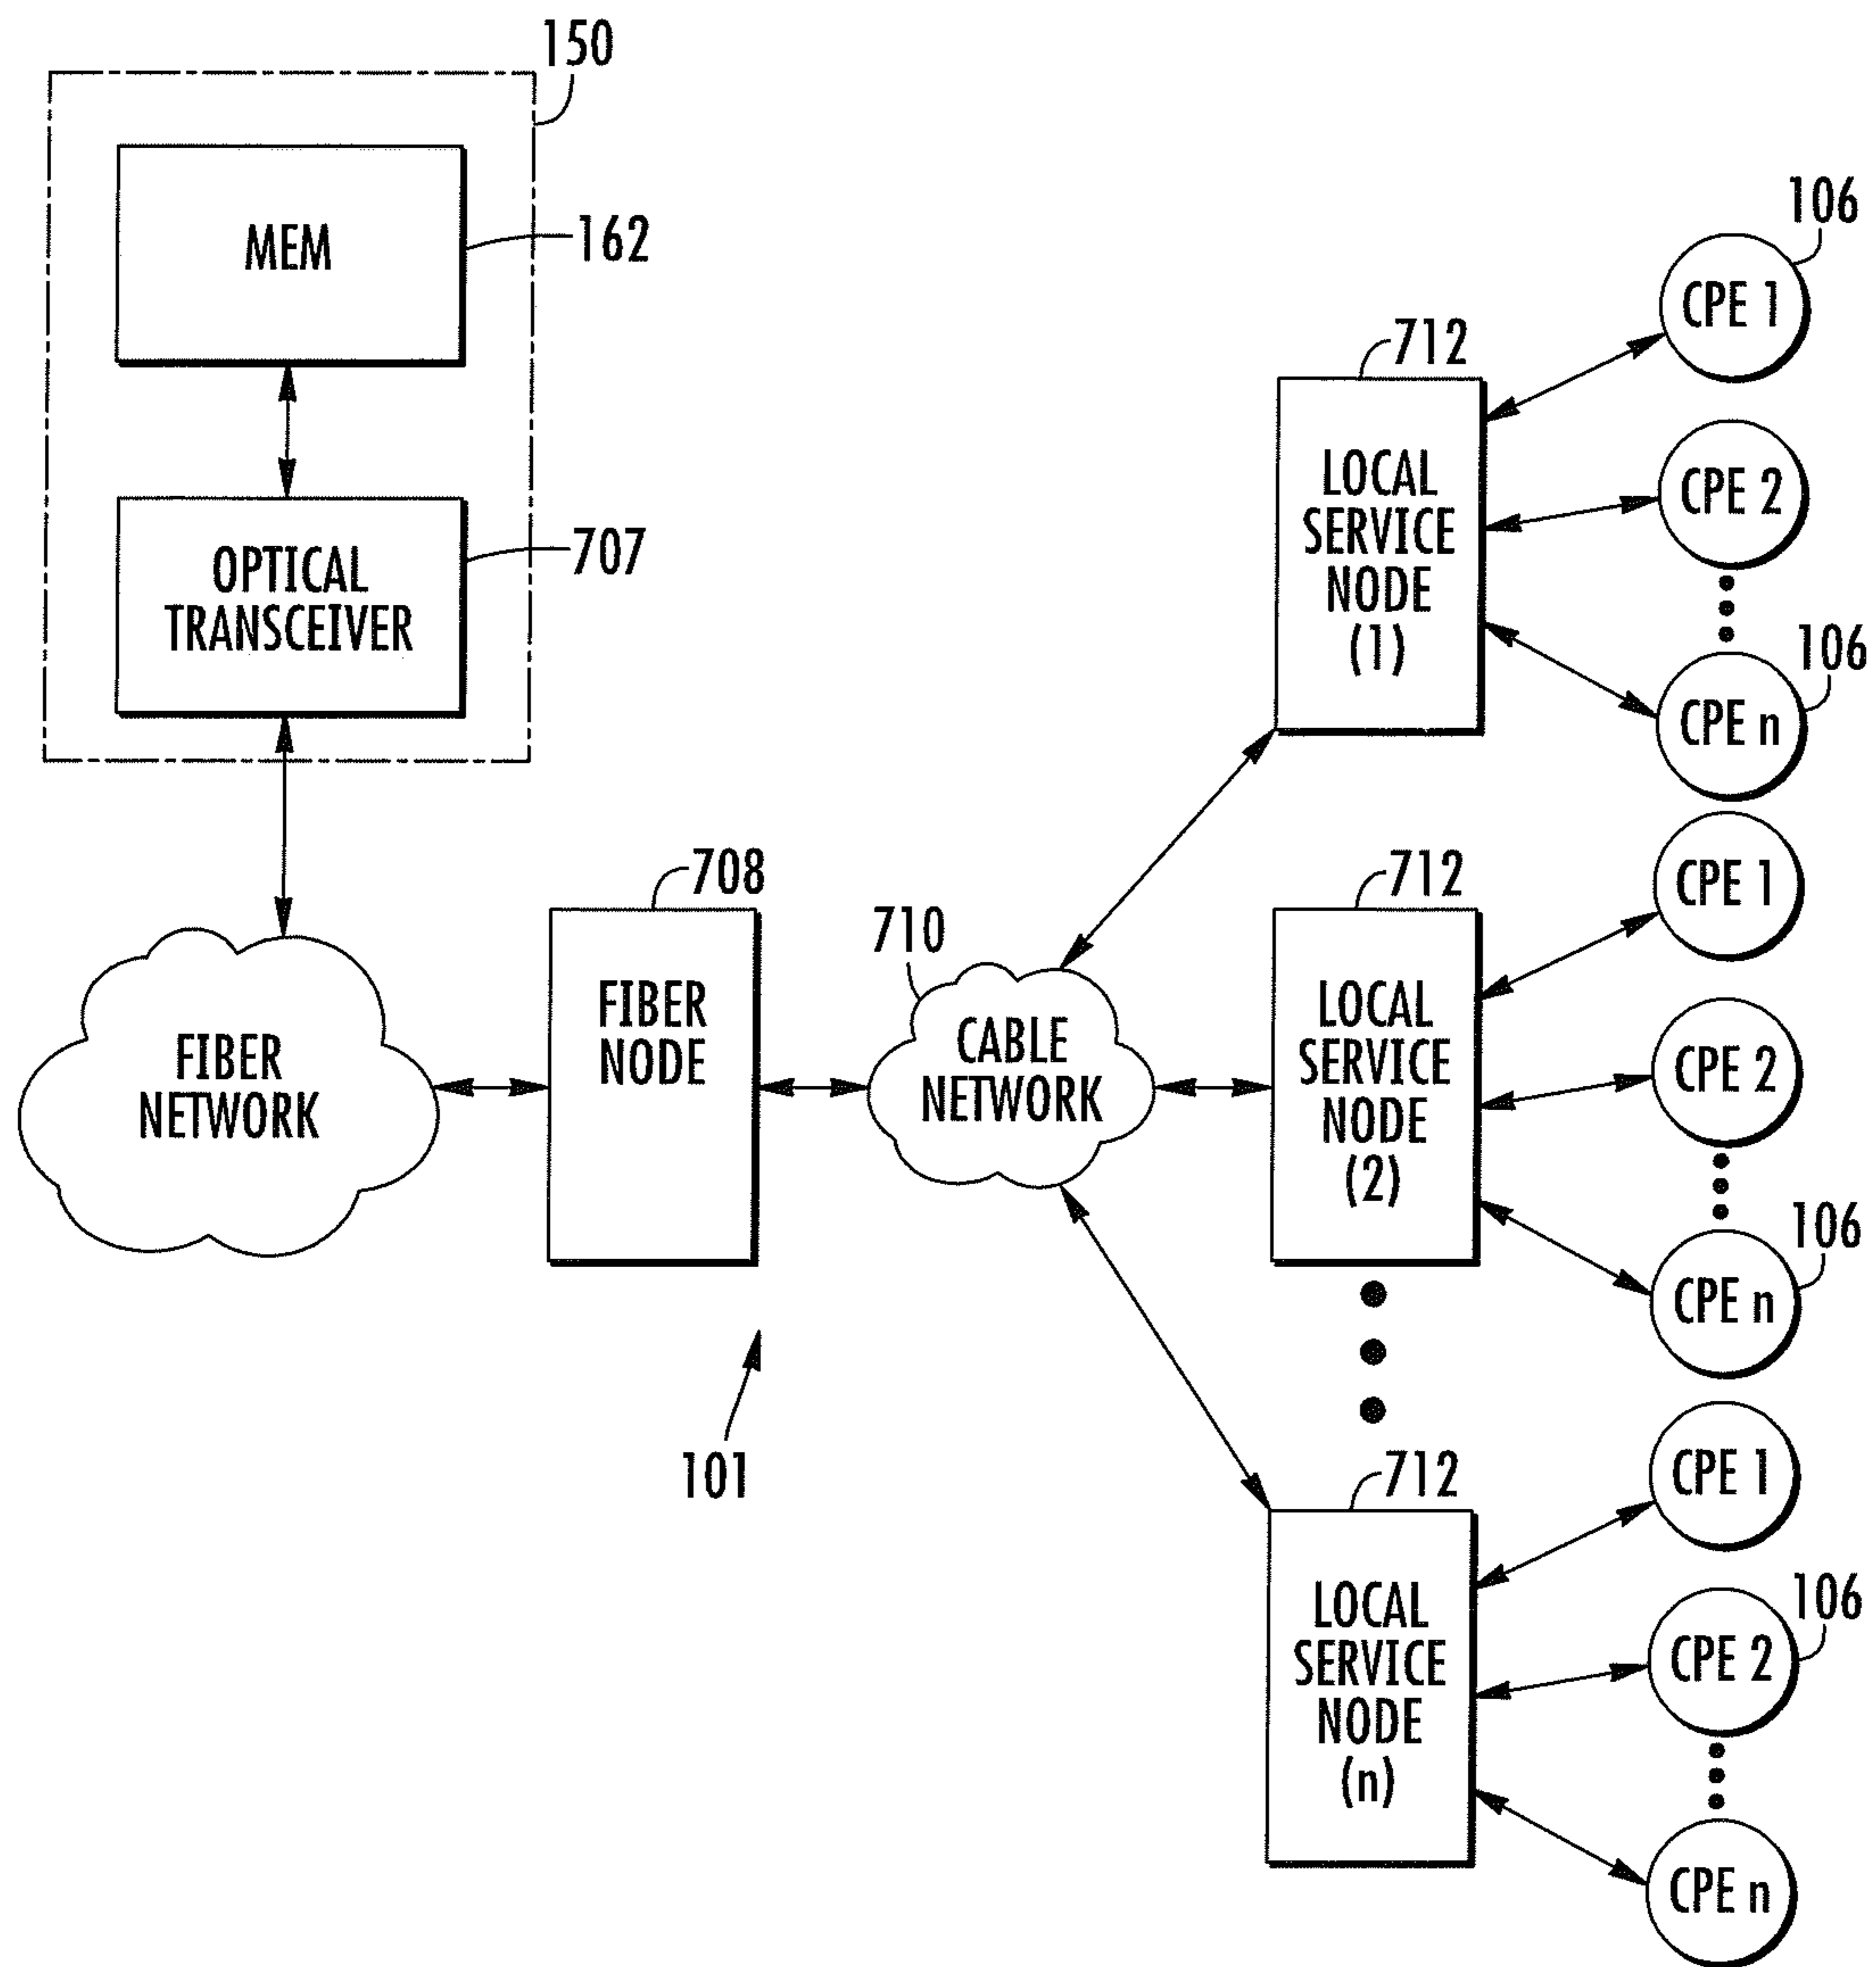 150
MEM
162
OPTICAL
TRANSCEIVER
707
FIBER
NETWORK
708
FIBER
NODE
710
CABLE
NETWORK
101
712
LOCAL
SERVICE
NODE
(1)
106
CPE 1
CPE 2
106
CPE n
712
LOCAL
SERVICE
NODE
(2)
CPE 1
CPE 2
106
CPE n
712
LOCAL
SERVICE
NODE
(n)
CPE 1
106
CPE 2
CPE n